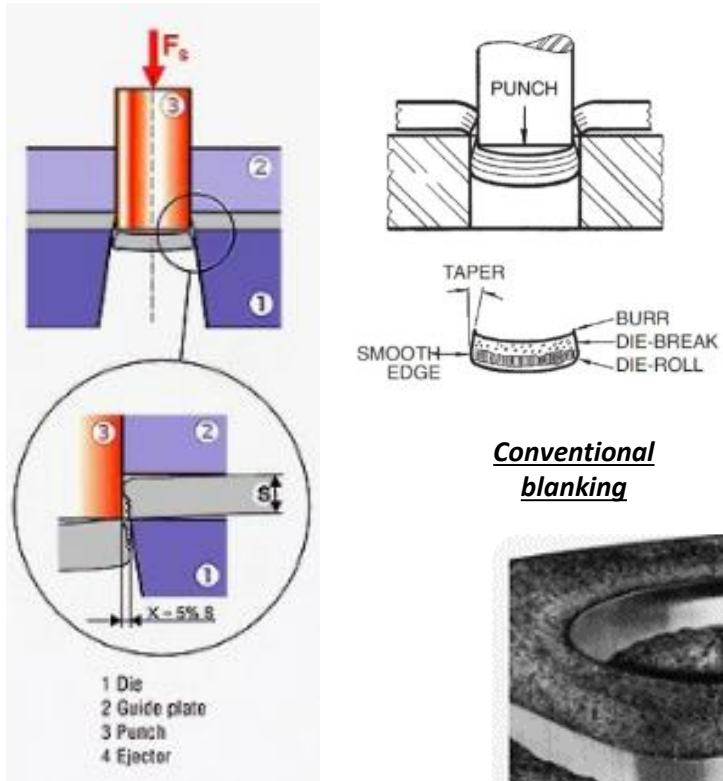 Fs
3
2
1
3
2
S
1
X - 5% S
1 Die
2 Guide plate
3 Punch
4 Ejector
PUNCH
TAPER
BURR
DIE-BREAK
DIE-ROLL
SMOOTH
EDGE
Conventional
blanking